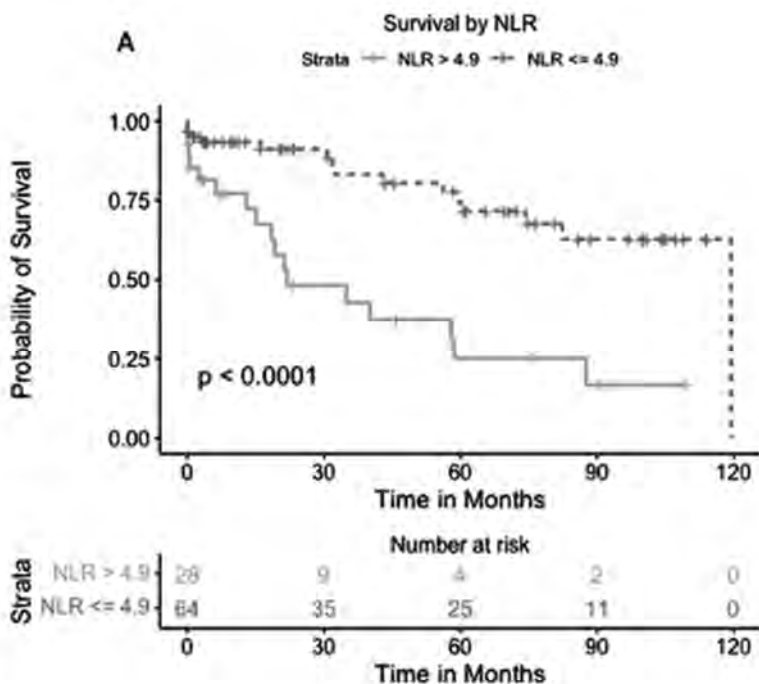 A
Survival by NLR
Strata NLR > 4.9 NLR <= 4.9
Probability of Survival
1.00
0.75
0.50
0.25
0.00
p < 0.0001
0 30 60 90 120
Time in Months
Number at risk
Strata
NLR > 4.9 28 9 4 2 0
NLR <= 4.9 64 35 25 11 0
0 30 60 90 120
Time in Months